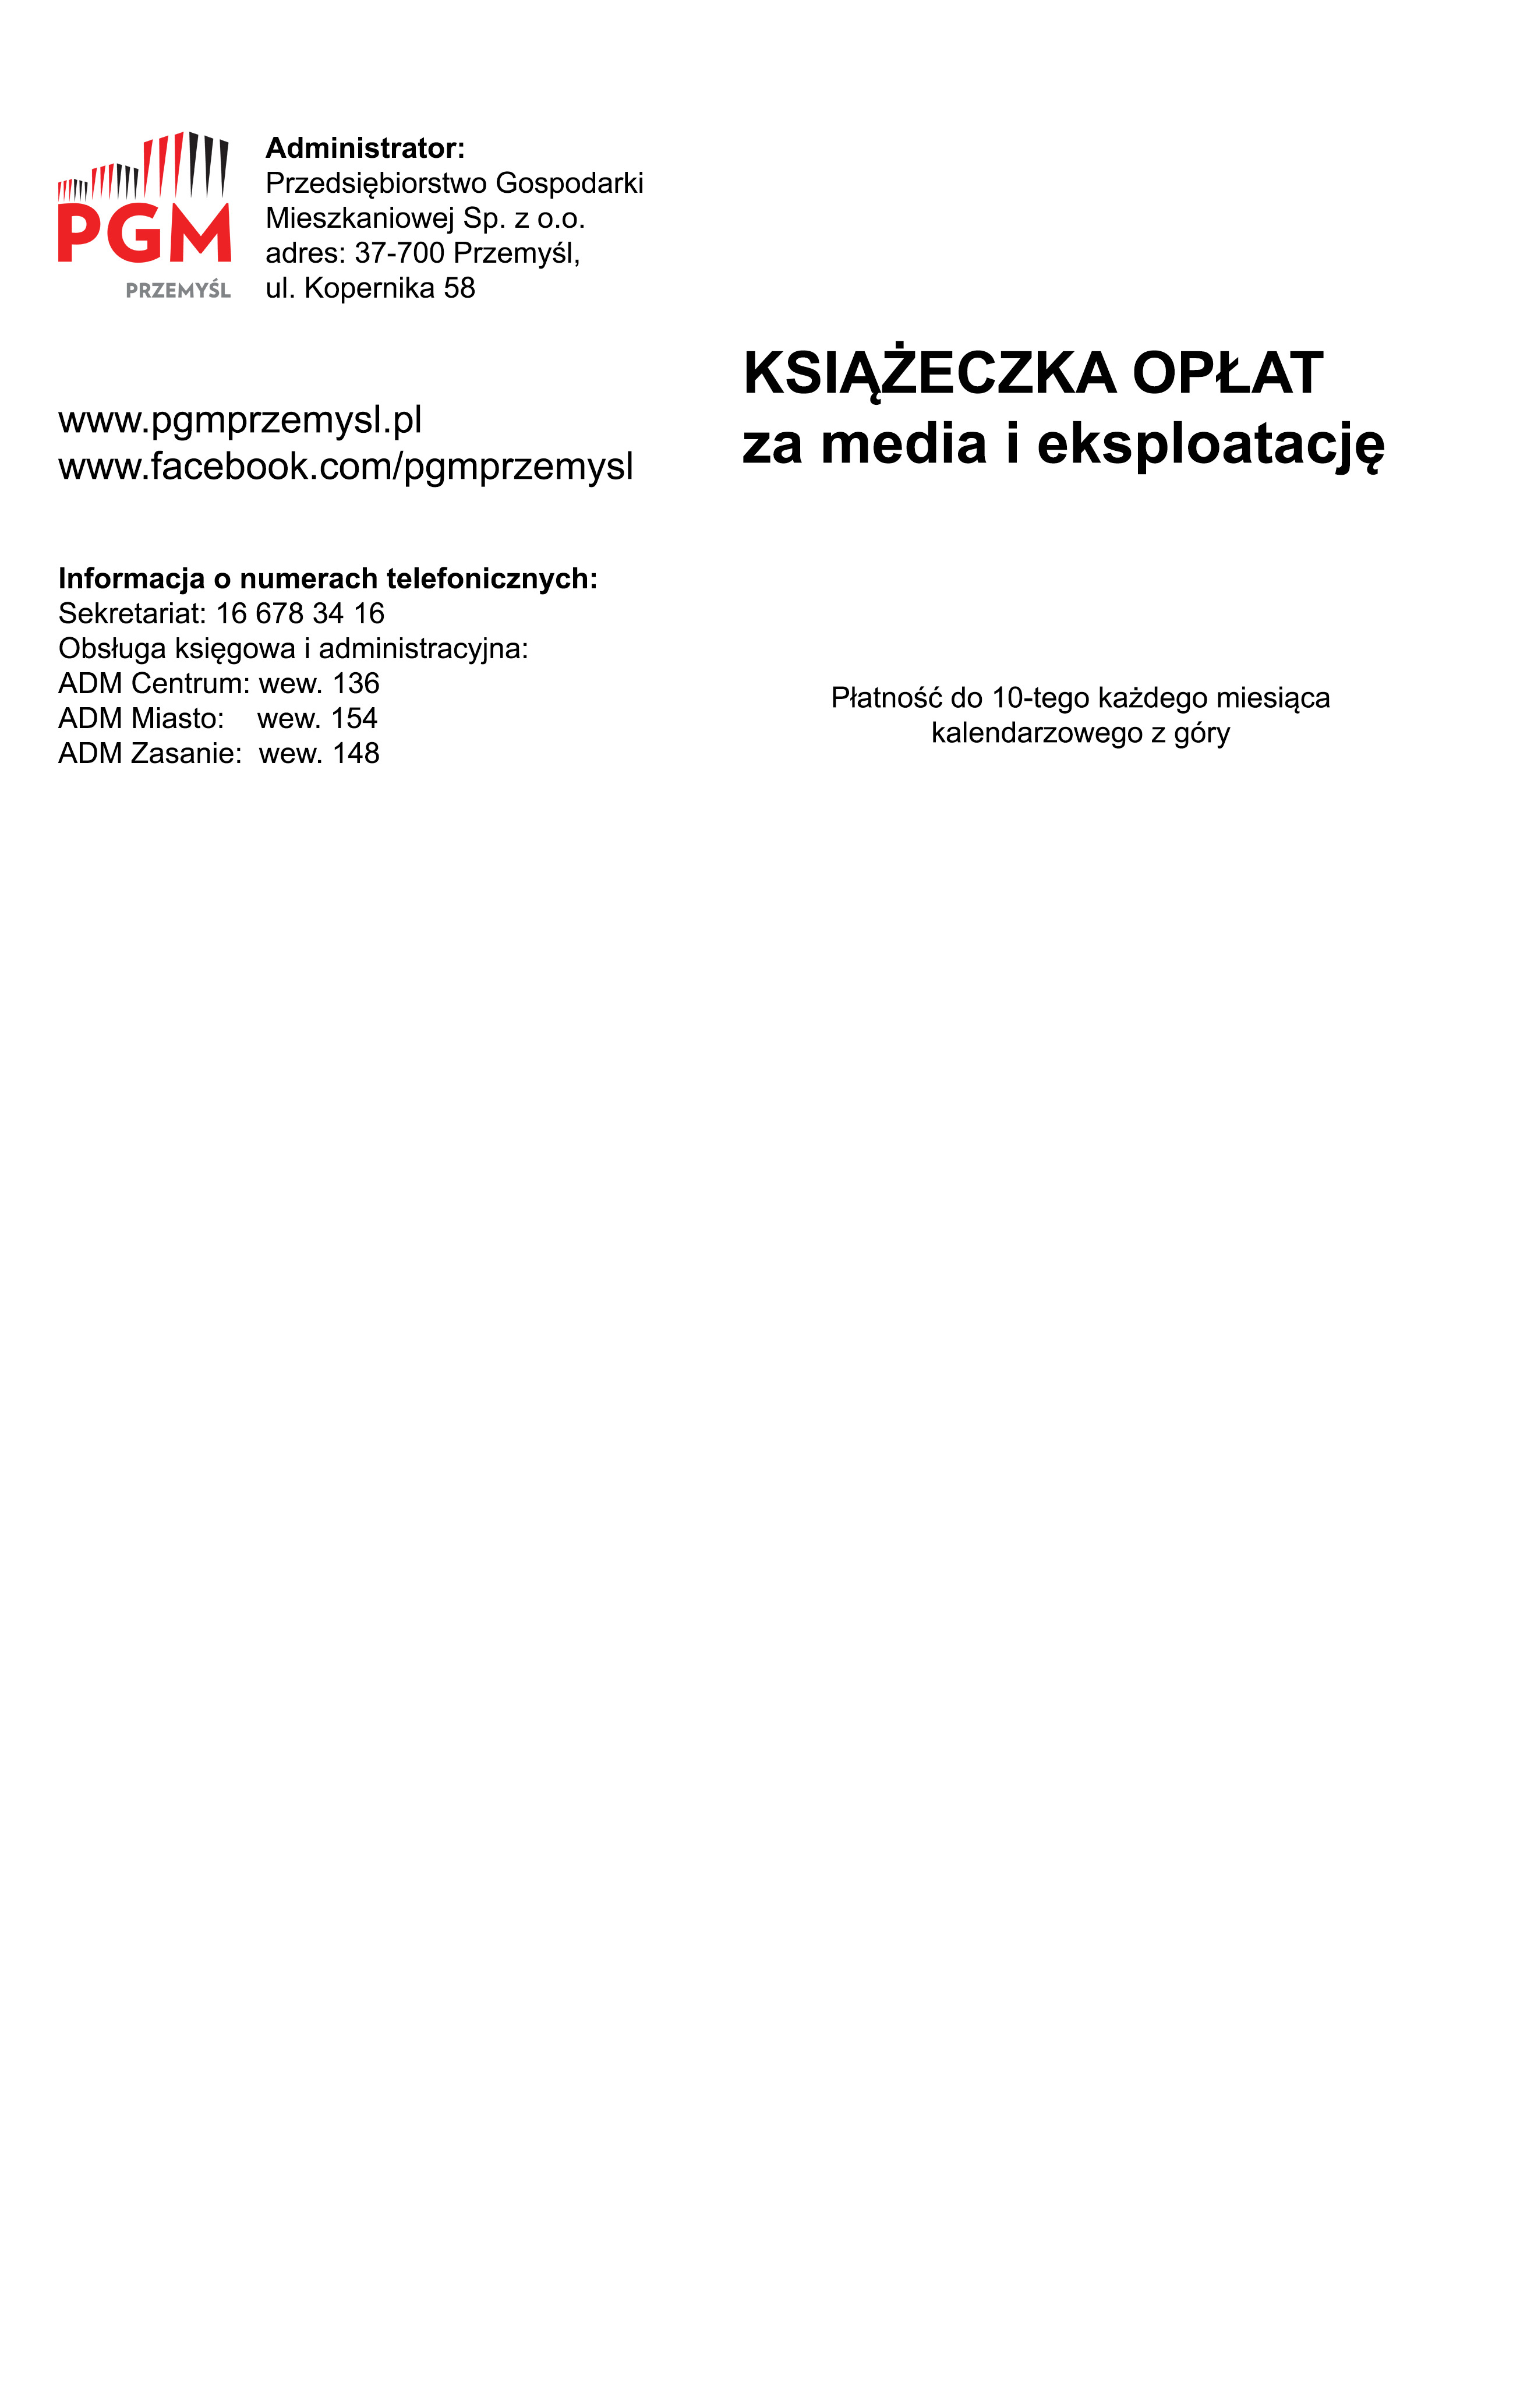 PGM
PRZEMYŚL
Administrator:
Przedsiębiorstwo Gospodarki
Mieszkaniowej Sp. z o.o.
adres: 37-700 Przemyśl,
ul. Kopernika 58
www.pgmprzemysl.pl
www.facebook.com/pgmprzemysl
Informacja o numerach telefonicznych:
Sekretariat: 16 678 34 16
Obsługa księgowa i administracyjna:
ADM Centrum: wew. 136
ADM Miasto: wew. 154
ADM Zasanie: wew. 148
KSIĄŻECZKA OPŁAT
za media i eksploatację
Płatność do 10-tego każdego miesiąca
kalendarzowego z góry